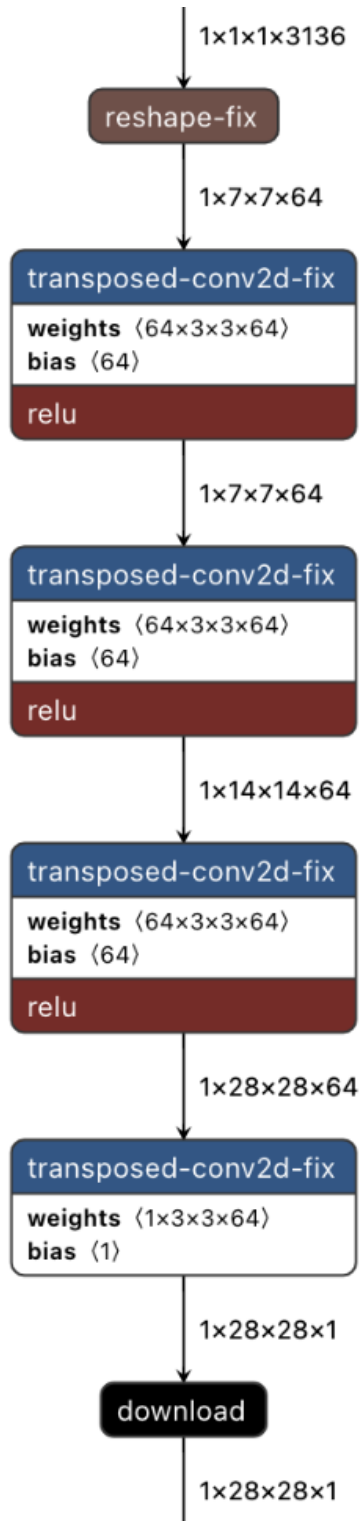 1×1×1×3136
reshape-fix
1×7×7×64
transposed-conv2d-fix
weights ⟨64×3×3×64⟩
bias ⟨64⟩
relu
1×7×7×64
transposed-conv2d-fix
weights ⟨64×3×3×64⟩
bias ⟨64⟩
relu
1×14×14×64
transposed-conv2d-fix
weights ⟨64×3×3×64⟩
bias ⟨64⟩
relu
1×28×28×64
transposed-conv2d-fix
weights ⟨1×3×3×64⟩
bias ⟨1⟩
1×28×28×1
download
1×28×28×1